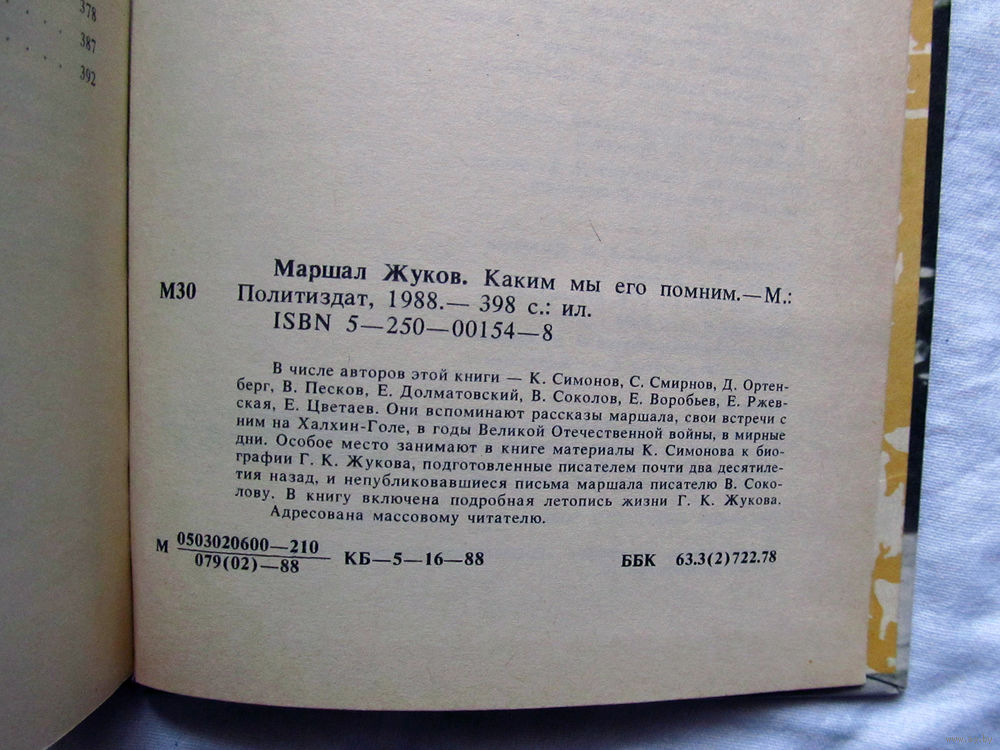 378
387
392
Маршал Жуков. Каким мы его помним.—М.:
М30 Политиздат, 1988.— 398 с.: ил.
ISBN 5—250—00154—8
В числе авторов этой книги — К. Симонов, С. Смирнов, Д. Ортен-
берг, В. Песков, Е. Долматовский, В. Соколов, Е. Воробьев, Е. Ржев-
ская, Е. Цветаев. Они вспоминают рассказы маршала, свои встречи с
ним на Халхин-Голе, в годы Великой Отечественной войны, в мирные
дни. Особое место занимают в книге материалы К. Симонова к био-
графии Г. К. Жукова, подготовленные писателем почти два десятиле-
тия назад, и непубликовавшиеся письма маршала писателю В. Соко-
лову. В книгу включена подробная летопись жизни Г. К. Жукова.
Адресована массовому читателю.
М 0503020600—210
079(02)—88 КБ—5—16—88 ББК 63.3(2)722.78